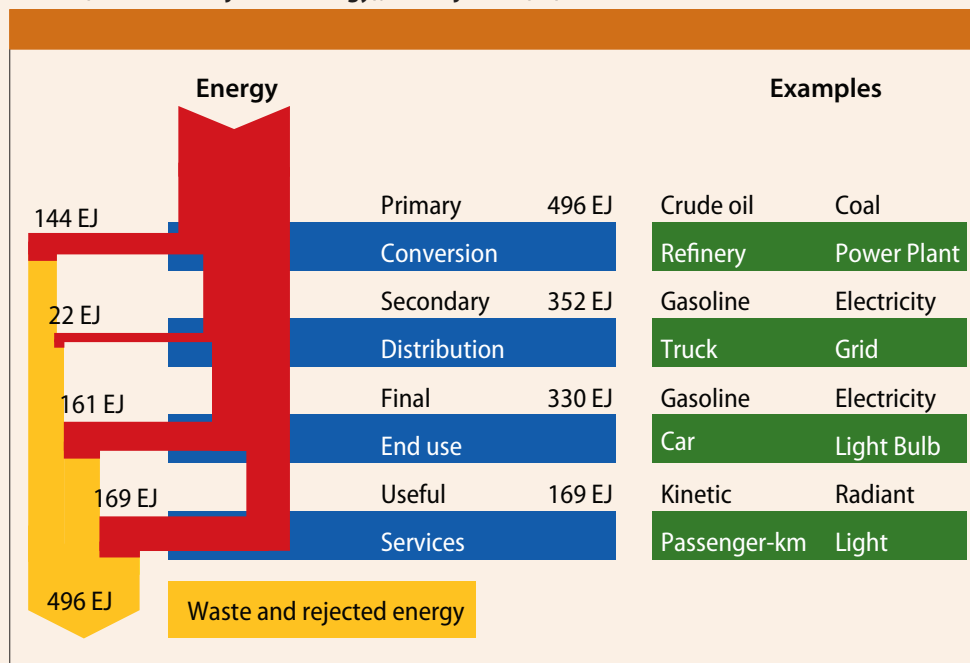 Energy Examples
Primary 496 EJ Crude oil Coal
144 EJ
Conversion Refinery Power Plant
Secondary 352 EJ Gasoline Electricity
22 EJ
Distribution Truck Grid
Final 330 EJ Gasoline Electricity
161 EJ
End use Car Light Bulb
Useful 169 EJ Kinetic Radiant
169 EJ
Services Passenger-km Light
496 EJ
Waste and rejected energy